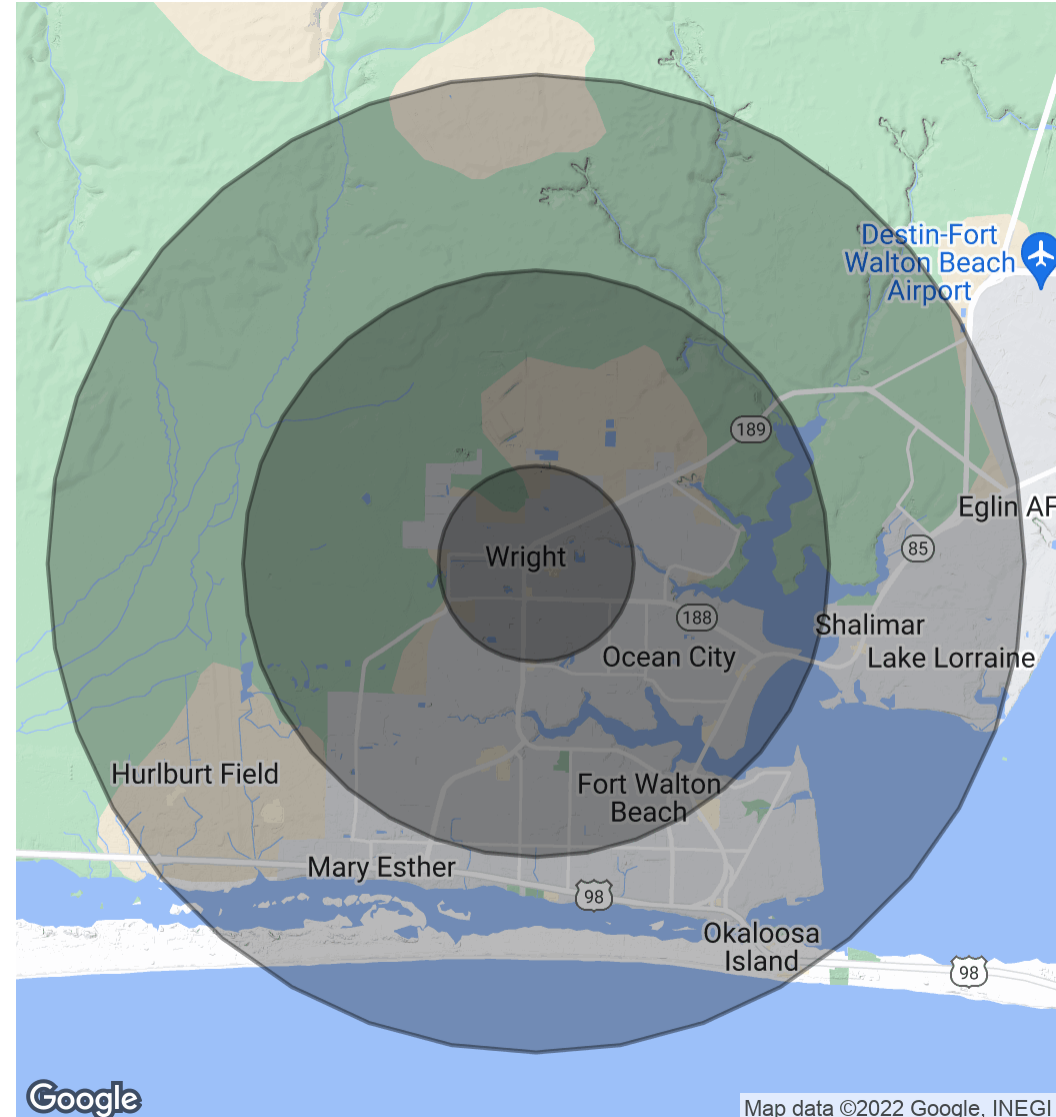 Destin-Fort
Walton Beach
Airport
189
Eglin AF
85
Wright
188
Shalimar
Ocean City
Lake Lorraine
Hurlburt Field
Fort Walton
Beach
Mary Esther
98
Okaloosa
Island
98
Google
Map data ©2022 Google, INEGI